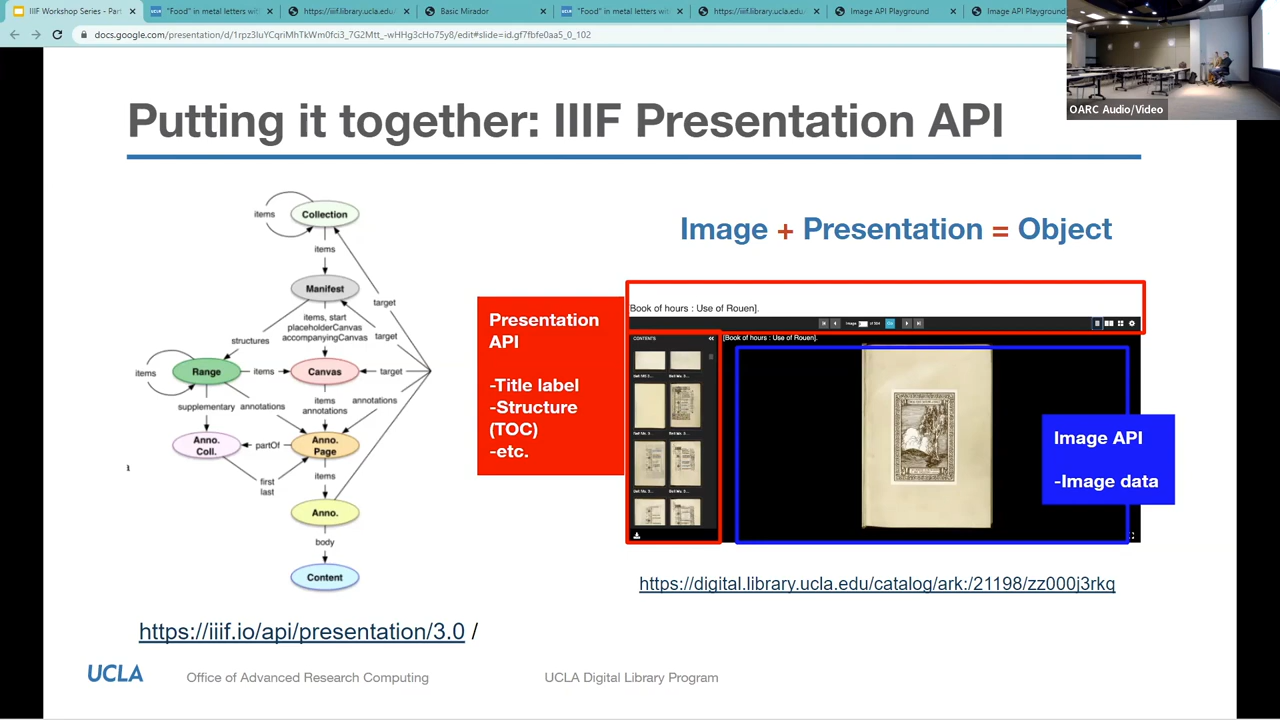 IIIF Workshop Series - Part
"Food" in metal letters wit
https://iiif.library.ucla.edu/
Basic Mirador
"Food" in metal letters wit
https://iiif.library.ucla.edu/
Image API Playground
Image API Playground
docs.google.com/presentation/d/1rpz3luYCqriMhTkWm0fci3_7G2Mtt_-wHHg3cHo75y8/edit#slide=id.gf7fbfe0aa5_0_102
OARC Audio/Video
Putting it together: IIIF Presentation API
Image + Presentation = Object
Collection
items
items
Manifest
target
items, start
placeholderCanvas
accompanyingCanvas
structures
target
items
Range
items
Canvas
target
supplementary
annotations
items
annotations
annotations
Anno.
Coll.
partOf
Anno.
Page
first
last
items
Anno.
body
Content
Presentation
API
-Title label
-Structure
(TOC)
-etc.
[Book of hours : Use of Rouen].
Image
of 504
Go
CONTENTS
[Book of hours : Use of Rouen].
Image API
-Image data
https://digital.library.ucla.edu/catalog/ark:/21198/zz000j3rkq
https://iiif.io/api/presentation/3.0 /
UCLA
Office of Advanced Research Computing
UCLA Digital Library Program